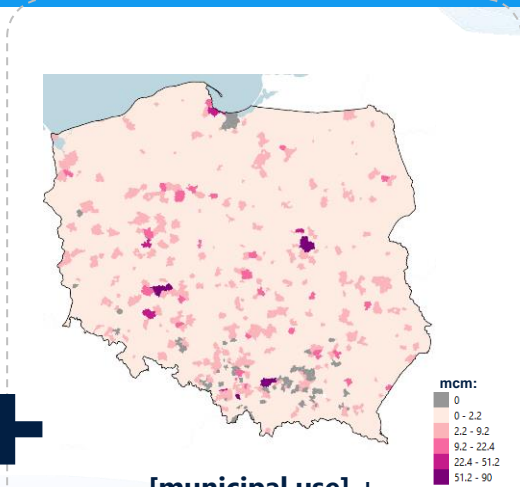 mcm:
0
0 - 2.2
2.2 - 9.2
9.2 - 22.4
22.4 - 51.2
51.2 - 90
[municipal use] +